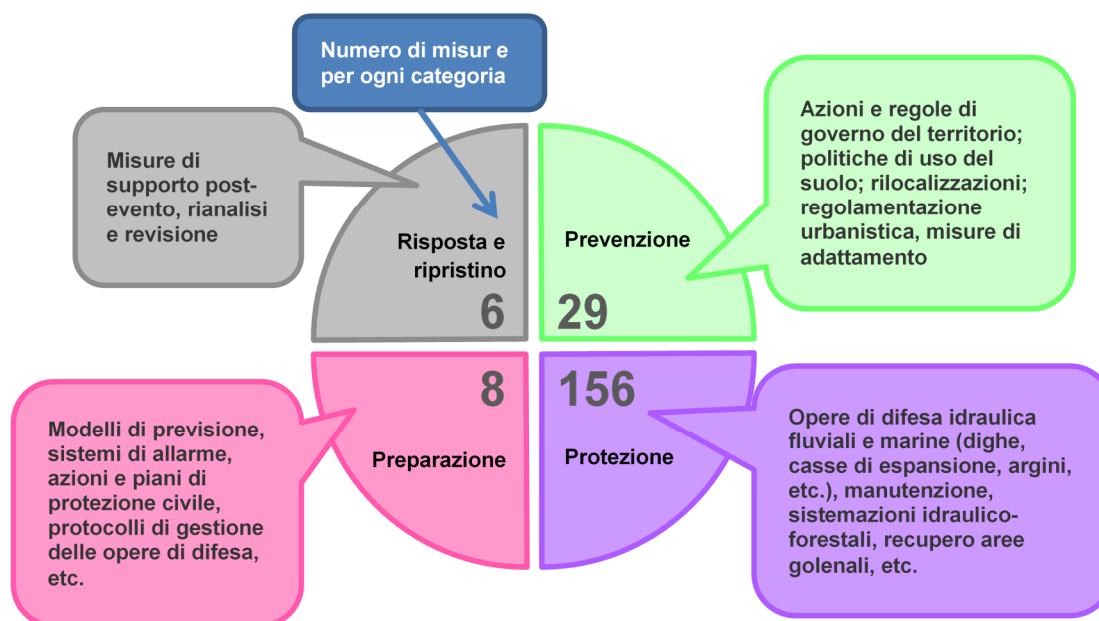 Numero di misur e
per ogni categoria
Misure di
supporto post-
evento, rianalisi
e revisione
Azioni e regole di
governo del territorio;
politiche di uso del
suolo; rilocalizzazioni;
regolamentazione
urbanistica, misure di
adattamento
Risposta e
ripristino
6
Prevenzione
29
8
Preparazione
156
Protezione
Modelli di previsione,
sistemi di allarme,
azioni e piani di
protezione civile,
protocolli di gestione
delle opere di difesa,
etc.
Opere di difesa idraulica
fluviali e marine (dighe,
casse di espansione, argini,
etc.), manutenzione,
sistemazioni idraulico-
forestali, recupero aree
golenali, etc.